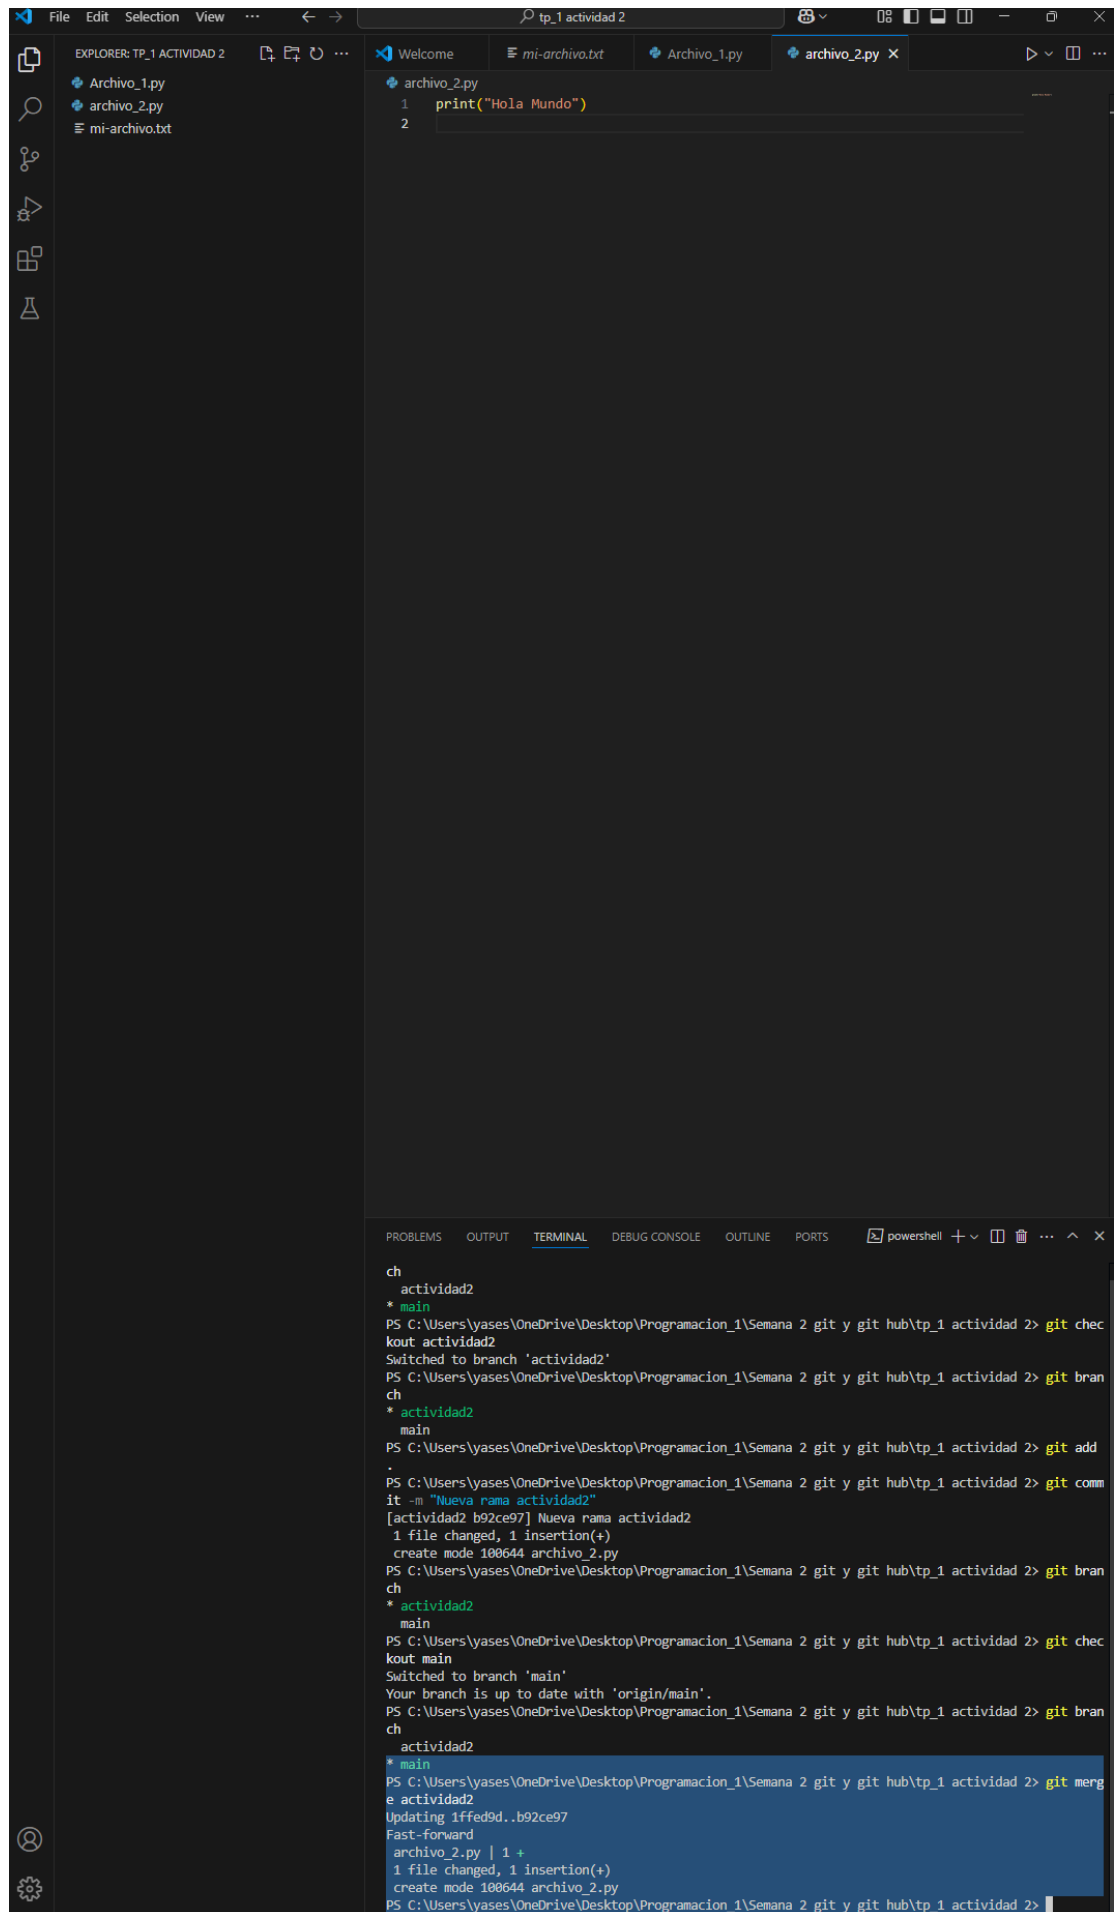 File Edit Selection View ··· tp_1 actividad 2
EXPLORER: TP_1 ACTIVIDAD 2
Archivo_1.py
archivo_2.py
mi-archivo.txt
Welcome mi-archivo.txt Archivo_1.py archivo_2.py
archivo_2.py
1 print("Hola Mundo")
2
PROBLEMS OUTPUT TERMINAL DEBUG CONSOLE OUTLINE PORTS powershell
ch
  actividad2
* main
PS C:\Users\yases\OneDrive\Desktop\Programacion_1\Semana 2 git y git hub\tp_1 actividad 2> git chec
kout actividad2
Switched to branch 'actividad2'
PS C:\Users\yases\OneDrive\Desktop\Programacion_1\Semana 2 git y git hub\tp_1 actividad 2> git bran
ch
* actividad2
  main
PS C:\Users\yases\OneDrive\Desktop\Programacion_1\Semana 2 git y git hub\tp_1 actividad 2> git add
.
PS C:\Users\yases\OneDrive\Desktop\Programacion_1\Semana 2 git y git hub\tp_1 actividad 2> git comm
it -m "Nueva rama actividad2"
[actividad2 b92ce97] Nueva rama actividad2
 1 file changed, 1 insertion(+)
 create mode 100644 archivo_2.py
PS C:\Users\yases\OneDrive\Desktop\Programacion_1\Semana 2 git y git hub\tp_1 actividad 2> git bran
ch
* actividad2
  main
PS C:\Users\yases\OneDrive\Desktop\Programacion_1\Semana 2 git y git hub\tp_1 actividad 2> git chec
kout main
Switched to branch 'main'
Your branch is up to date with 'origin/main'.
PS C:\Users\yases\OneDrive\Desktop\Programacion_1\Semana 2 git y git hub\tp_1 actividad 2> git bran
ch
  actividad2
* main
PS C:\Users\yases\OneDrive\Desktop\Programacion_1\Semana 2 git y git hub\tp_1 actividad 2> git merg
e actividad2
Updating 1ffed9d..b92ce97
Fast-forward
 archivo_2.py | 1 +
 1 file changed, 1 insertion(+)
 create mode 100644 archivo_2.py
PS C:\Users\yases\OneDrive\Desktop\Programacion_1\Semana 2 git y git hub\tp_1 actividad 2>